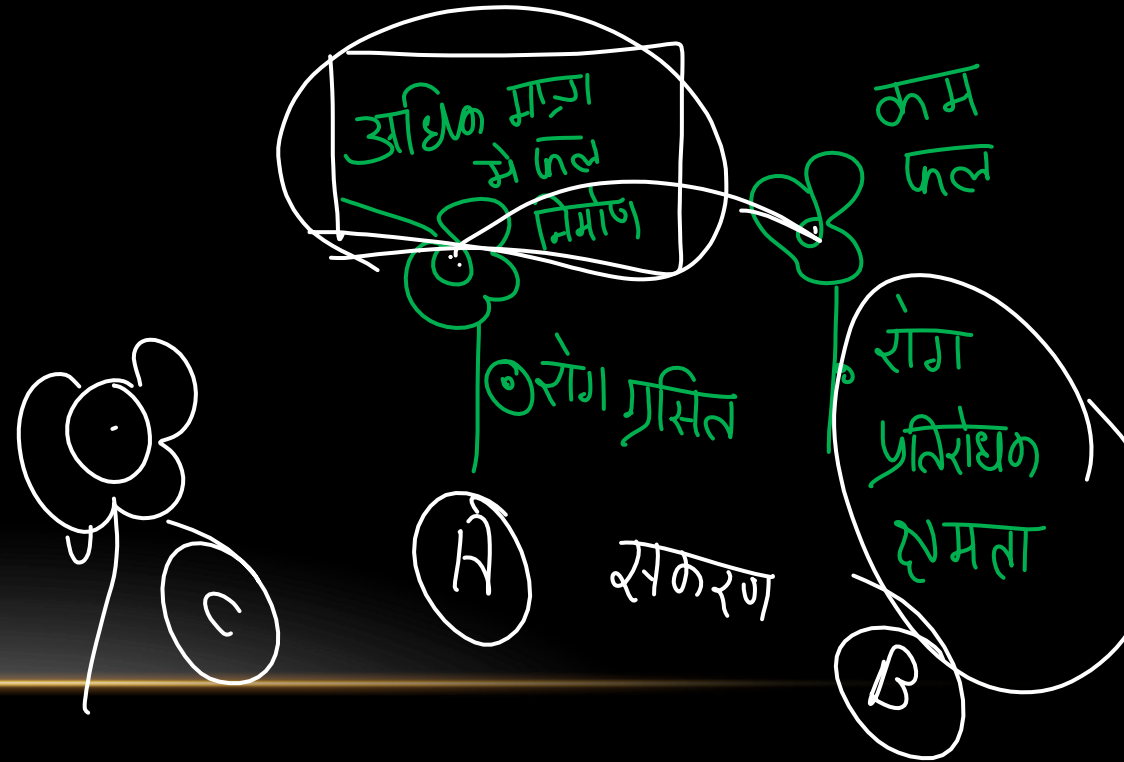 अधिक मात्रा
मे फल
निर्माण
कम
फल
रोग ग्रसित
रोग
प्रतिरोधक
क्षमता
A
संकरण
B
C